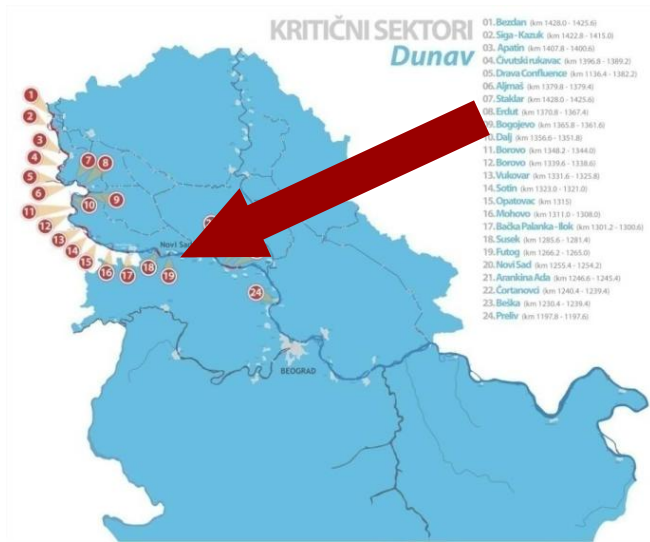 KRITIČNI SEKTORI
Dunav
01. Bezdan (km 1428.0 - 1425.6)
02. Siga - Kazuk (km 1422.8 - 1415.0)
03. Apatin (km 1407.8 - 1400.6)
04. Čivutski rukavac (km 1396.8 - 1389.2)
05. Drava Confluence (km 1136.4 - 1382.2)
06. Aljmaš (km 1379.8 - 1379.4)
07. Staklar (km 1428.0 - 1425.6)
08. Erdut (km 1370.8 - 1367.4)
Bogojevo (km 1365.8 - 1361.6)
Dalj (km 1356.6 - 1351.8)
11. Borovo (km 1348.2 - 1344.0)
12. Borovo (km 1339.6 - 1338.6)
13. Vukovar (km 1331.6 - 1325.8)
14. Sotin (km 1323.0 - 1321.0)
15. Opatovac (km 1315)
16. Mohovo (km 1311.0 - 1308.0)
17. Bačka Palanka - Ilok (km 1301.2 - 1300.6)
18. Susek (km 1285.6 - 1281.4)
19. Futog (km 1266.2 - 1265.0)
20. Novi Sad (km 1255.4 - 1254.2)
21. Arankina Ada (km 1246.6 - 1245.4)
22. Čortanovci (km 1240.4 - 1239.4)
23. Beška (km 1230.4 - 1239.4)
24. Preliv (km 1197.8 - 1197.6)
1
2
3
4
7
8
5
6
9
10
11
12
13
Novi Sad
14
15
16
17
18
19
24
BEOGRAD